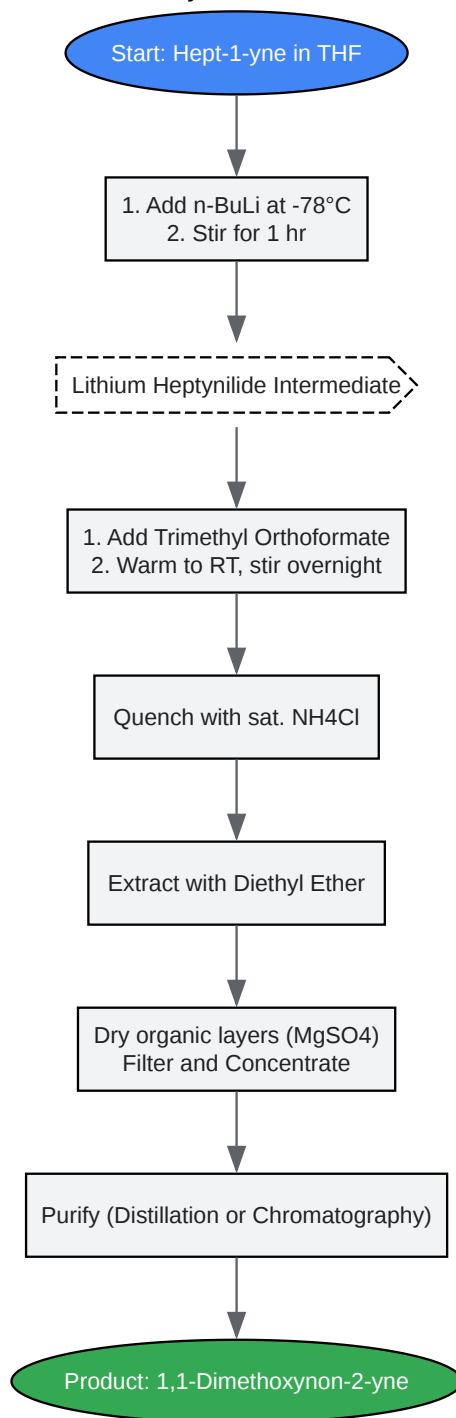 Start: Hept-1-yne in THF
1. Add n-BuLi at -78°C
2. Stir for 1 hr
Lithium Heptynilide Intermediate
1. Add Trimethyl Orthoformate
2. Warm to RT, stir overnight
Quench with sat. NH4Cl
Extract with Diethyl Ether
Dry organic layers (MgSO4)
Filter and Concentrate
Purify (Distillation or Chromatography)
Product: 1,1-Dimethoxynon-2-yne